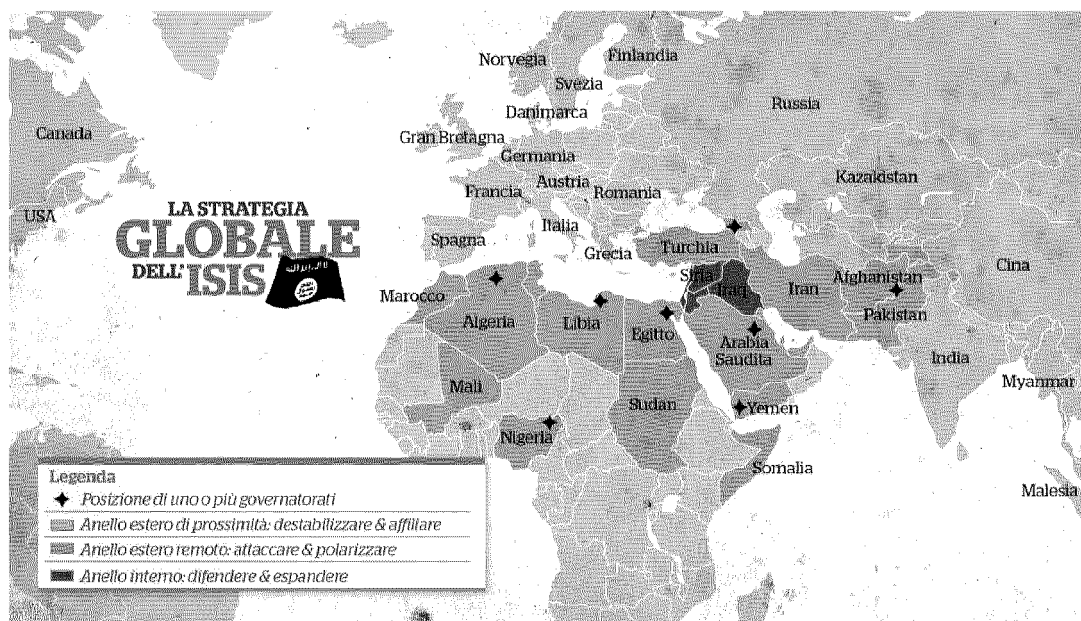 Norvegia
Finlandia
Svezia
Russia
Danimarca
Canada
Gran Bretagna
Germania
Kazakistan
Francia
Austria
Romania
USA
LA STRATEGIA
GLOBALE
DELL'ISIS
Italia
Spagna
Grecia
Turchia
Cina
Siria
Iraq
Iran
Afghanistan
Marocco
Algeria
Libia
Egitto
Arabia
Saudita
Pakistan
India
Myanmar
Mali
Sudan
Yemen
Nigeria
Somalia
Malesia
Legenda
Posizione di uno o più governatorati
Anello estero di prossimità: destabilizzare & affiliare
Anello estero remoto: attaccare & polarizzare
Anello interno: difendere & espandere